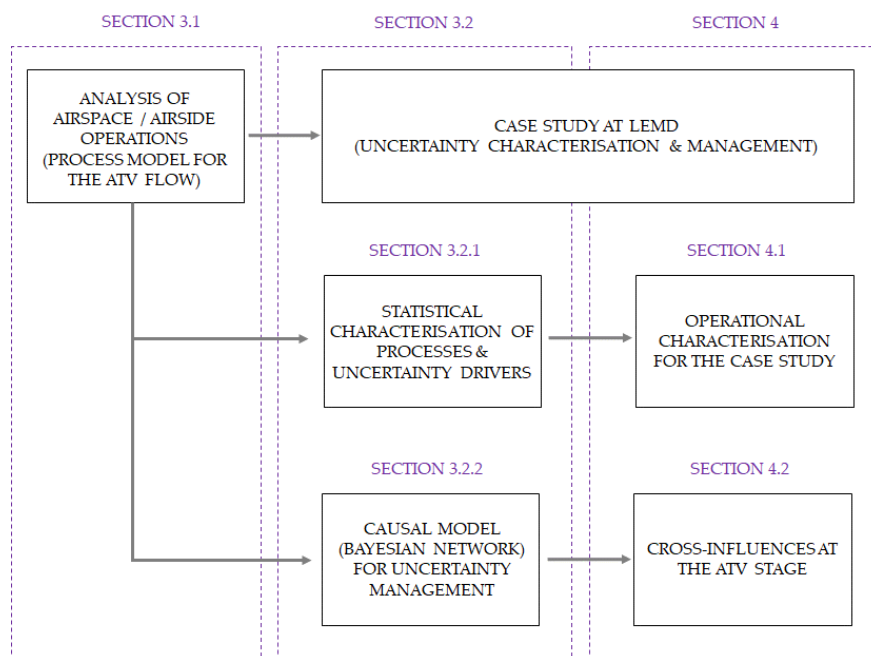 SECTION 3.1
SECTION 3.2
SECTION 4
ANALYSIS OF
AIRSPACE / AIRSIDE
OPERATIONS
(PROCESS MODEL FOR
THE ATV FLOW)
CASE STUDY AT LEMD
(UNCERTAINTY CHARACTERISATION & MANAGEMENT)
SECTION 3.2.1
SECTION 4.1
STATISTICAL
CHARACTERISATION OF
PROCESSES &
UNCERTAINTY DRIVERS
OPERATIONAL
CHARACTERISATION
FOR THE CASE STUDY
SECTION 3.2.2
SECTION 4.2
CAUSAL MODEL
(BAYESIAN NETWORK)
FOR UNCERTAINTY
MANAGEMENT
CROSS-INFLUENCES AT
THE ATV STAGE